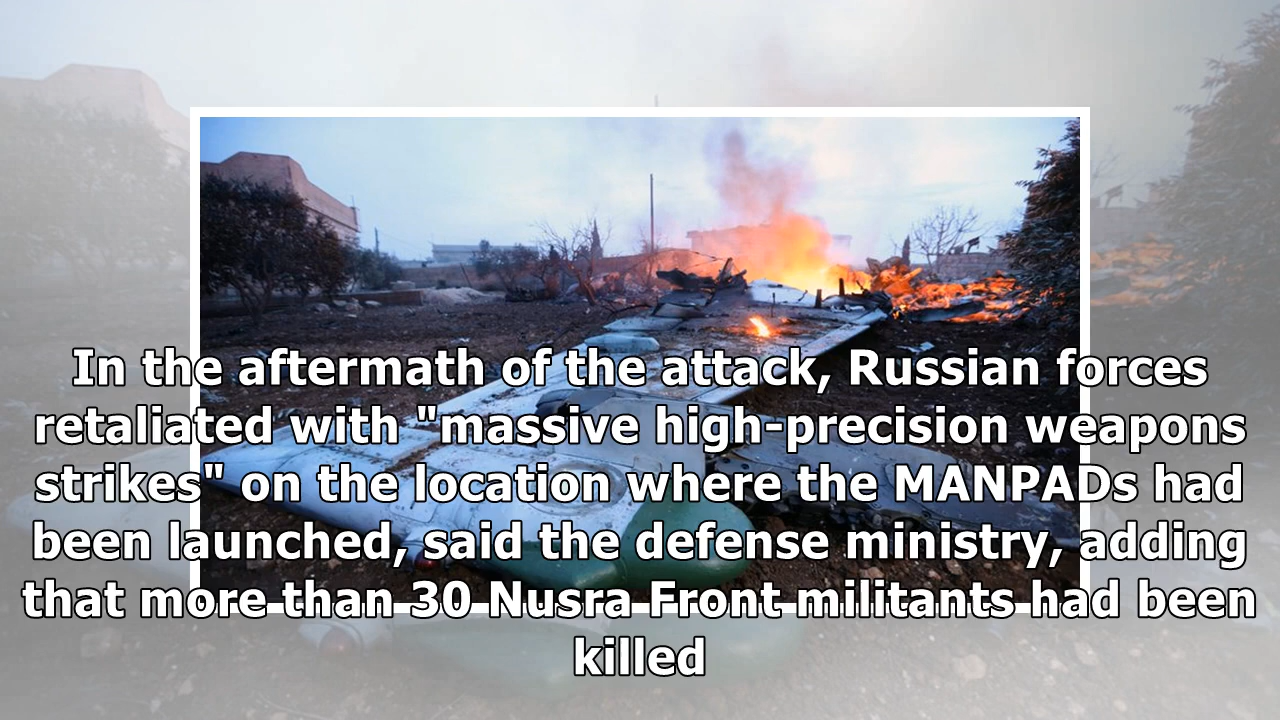 In the aftermath of the attack, Russian forces
retaliated with "massive high-precision weapons
strikes" on the location where the MANPADs had
been launched, said the defense ministry, adding
that more than 30 Nusra Front militants had been
killed